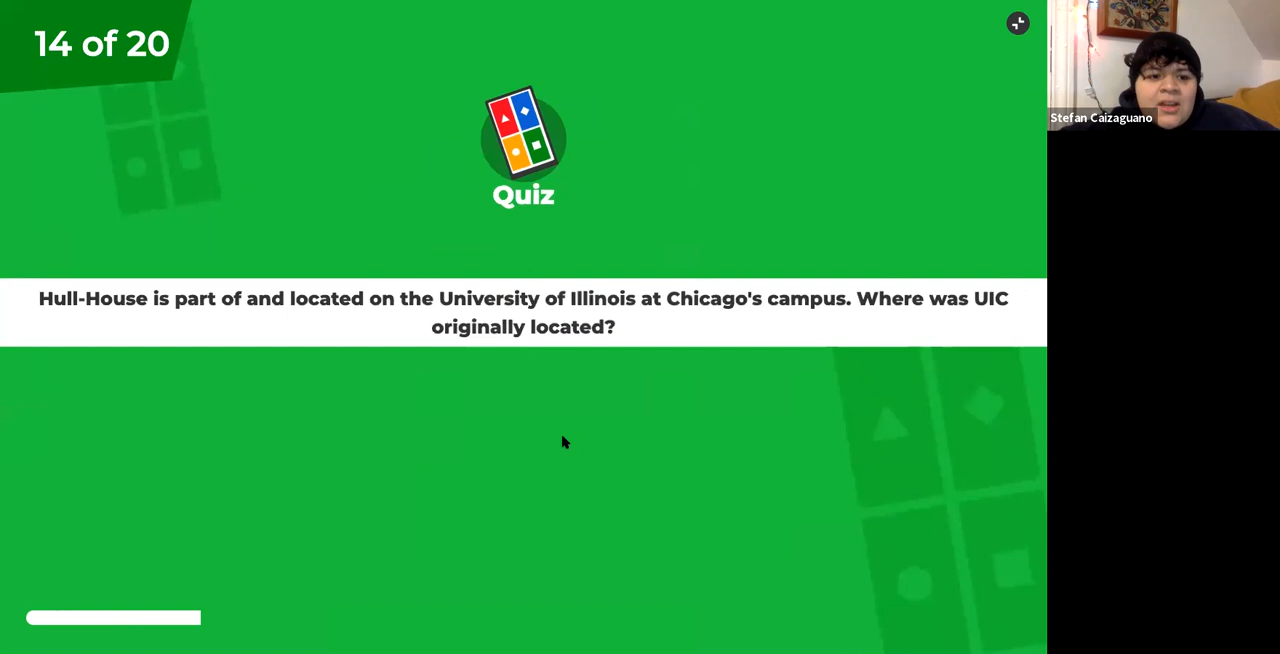 14 of 20
Quiz
Hull-House is part of and located on the University of Illinois at Chicago's campus. Where was UIC
originally located?
Stefan Caizaguano